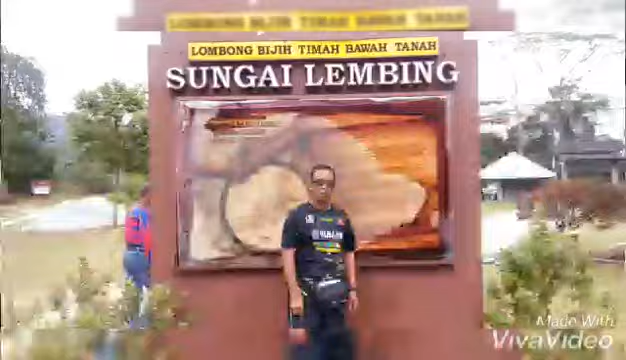 LOMBONG BIJIH TIMAH BAWAH TANAH
LOMBONG BIJIH TIMAH BAWAH TANAH
SUNGAI LEMBING
Made With
VivaVideo